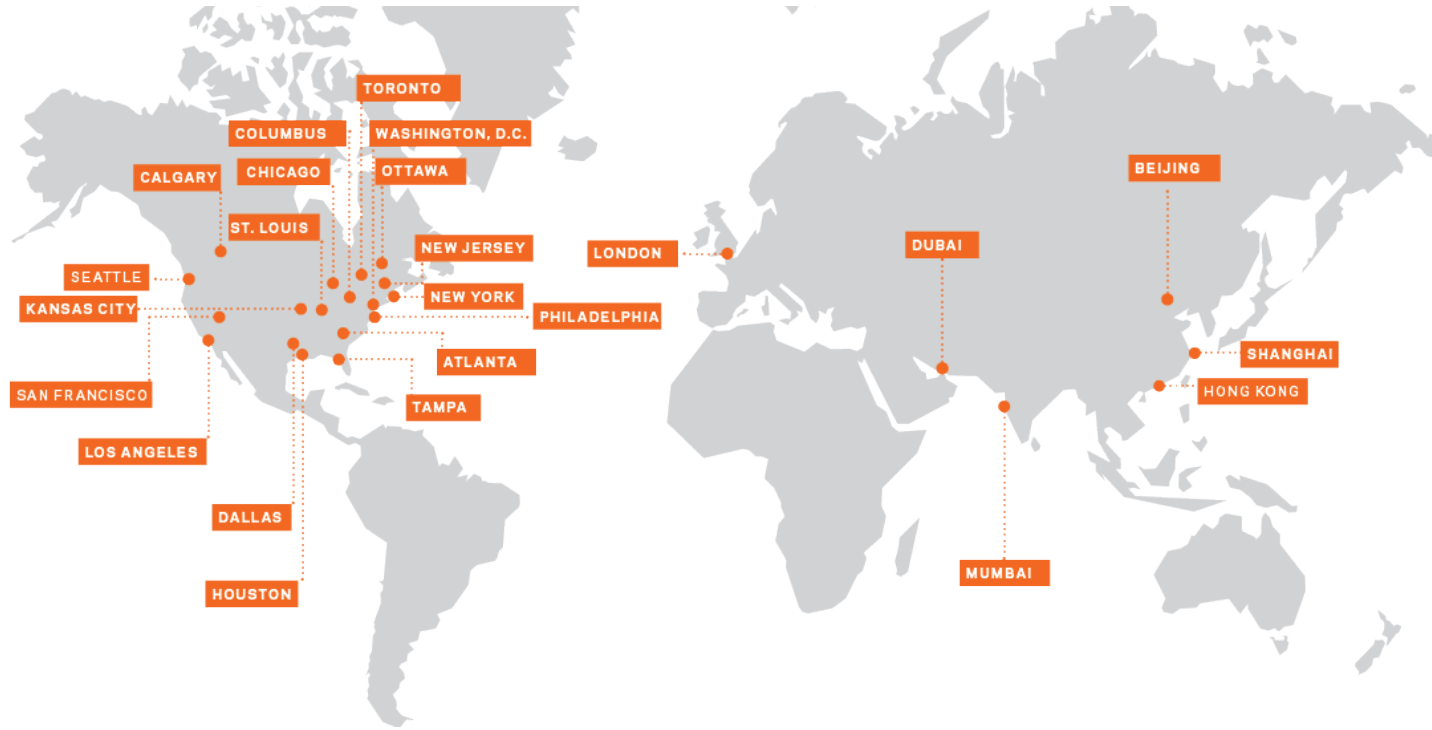 TORONTO
COLUMBUS
WASHINGTON, D.C.
CHICAGO
OTTAWA
CALGARY
ST. LOUIS
NEW JERSEY
SEATTLE
NEW YORK
KANSAS CITY
PHILADELPHIA
ATLANTA
SAN FRANCISCO
TAMPA
LOS ANGELES
DALLAS
HOUSTON
LONDON
DUBAI
BEIJING
SHANGHAI
HONG KONG
MUMBAI